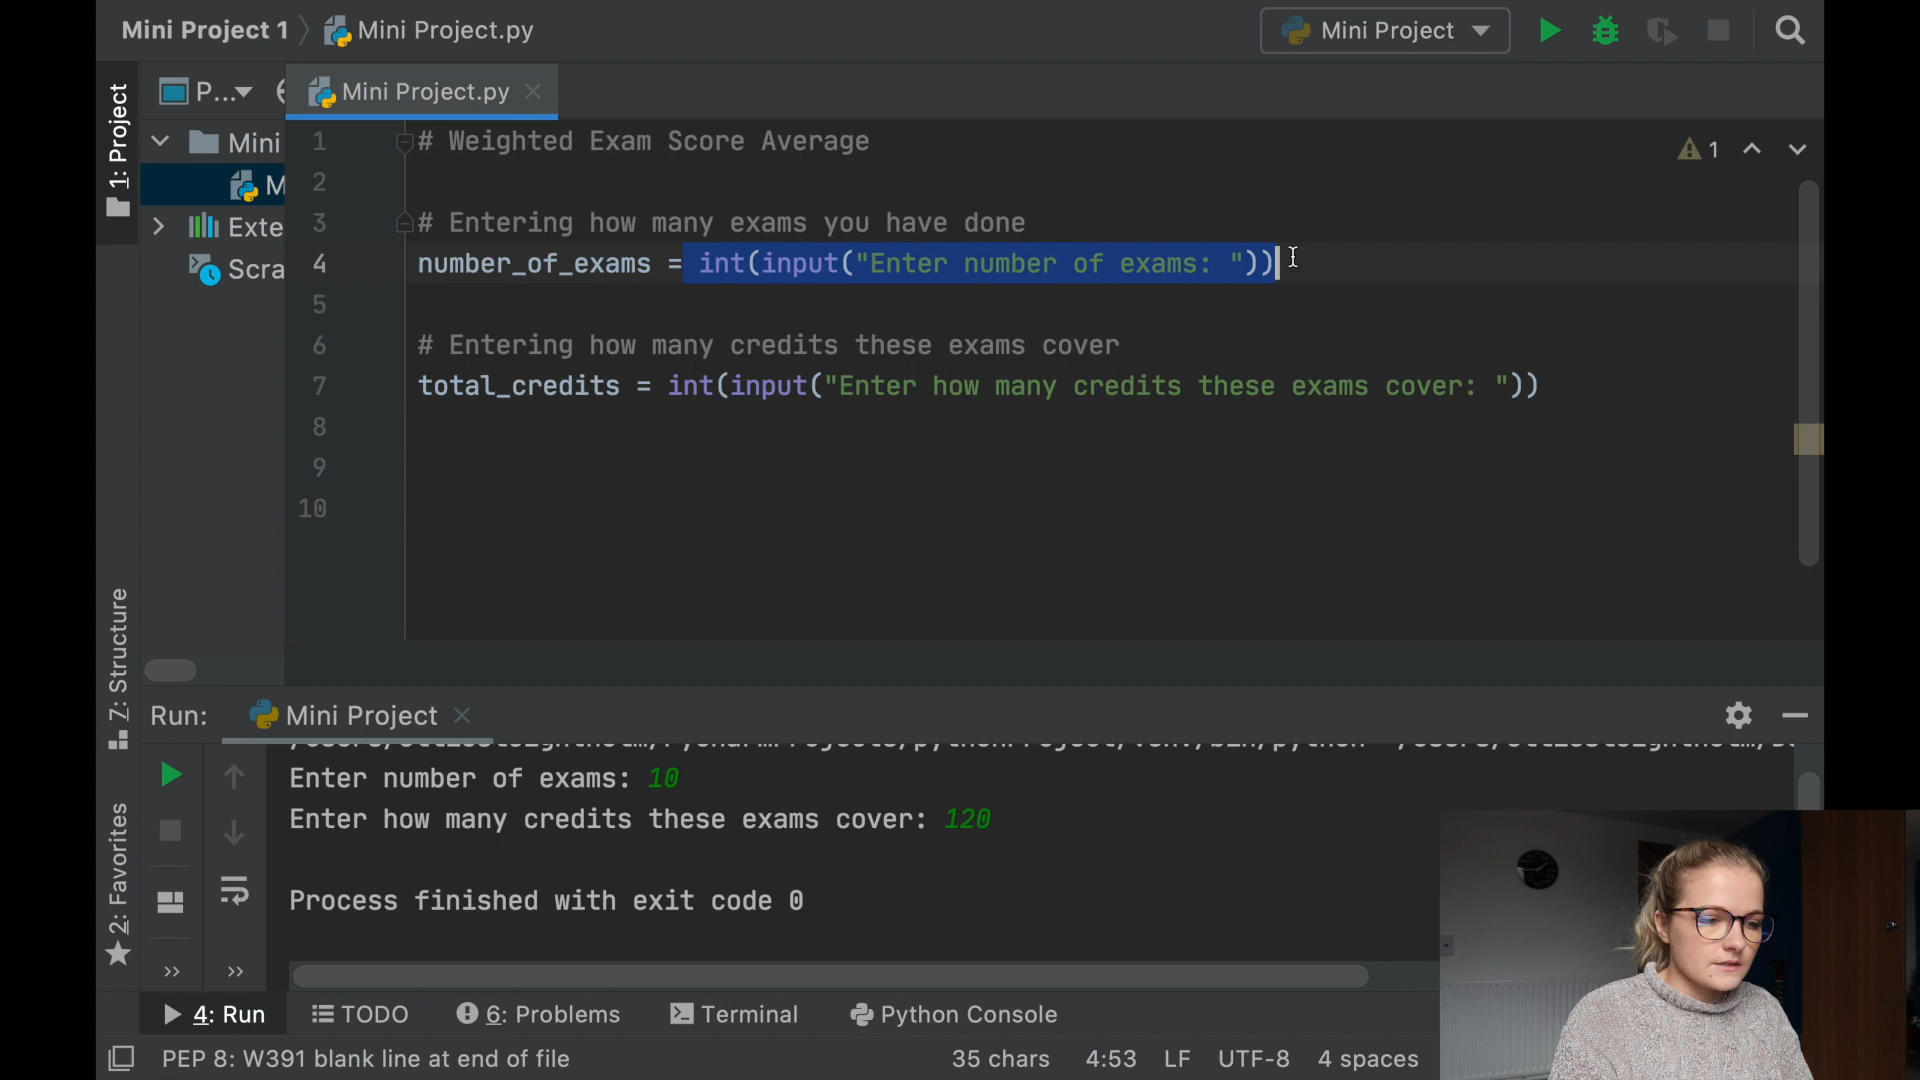 Mini Project 1 Mini Project.py Mini Project
1: Project P... Mini Project.py
Mini
M
Exte
Scra
1 # Weighted Exam Score Average
2
3 # Entering how many exams you have done
4 number_of_exams = int(input("Enter number of exams: "))
5
6 # Entering how many credits these exams cover
7 total_credits = int(input("Enter how many credits these exams cover: "))
8
9
10
1
Z: Structure
2: Favorites
Run: Mini Project
Enter number of exams: 10
Enter how many credits these exams cover: 120
Process finished with exit code 0
4: Run TODO 6: Problems Terminal Python Console
PEP 8: W391 blank line at end of file 35 chars 4:53 LF UTF-8 4 spaces